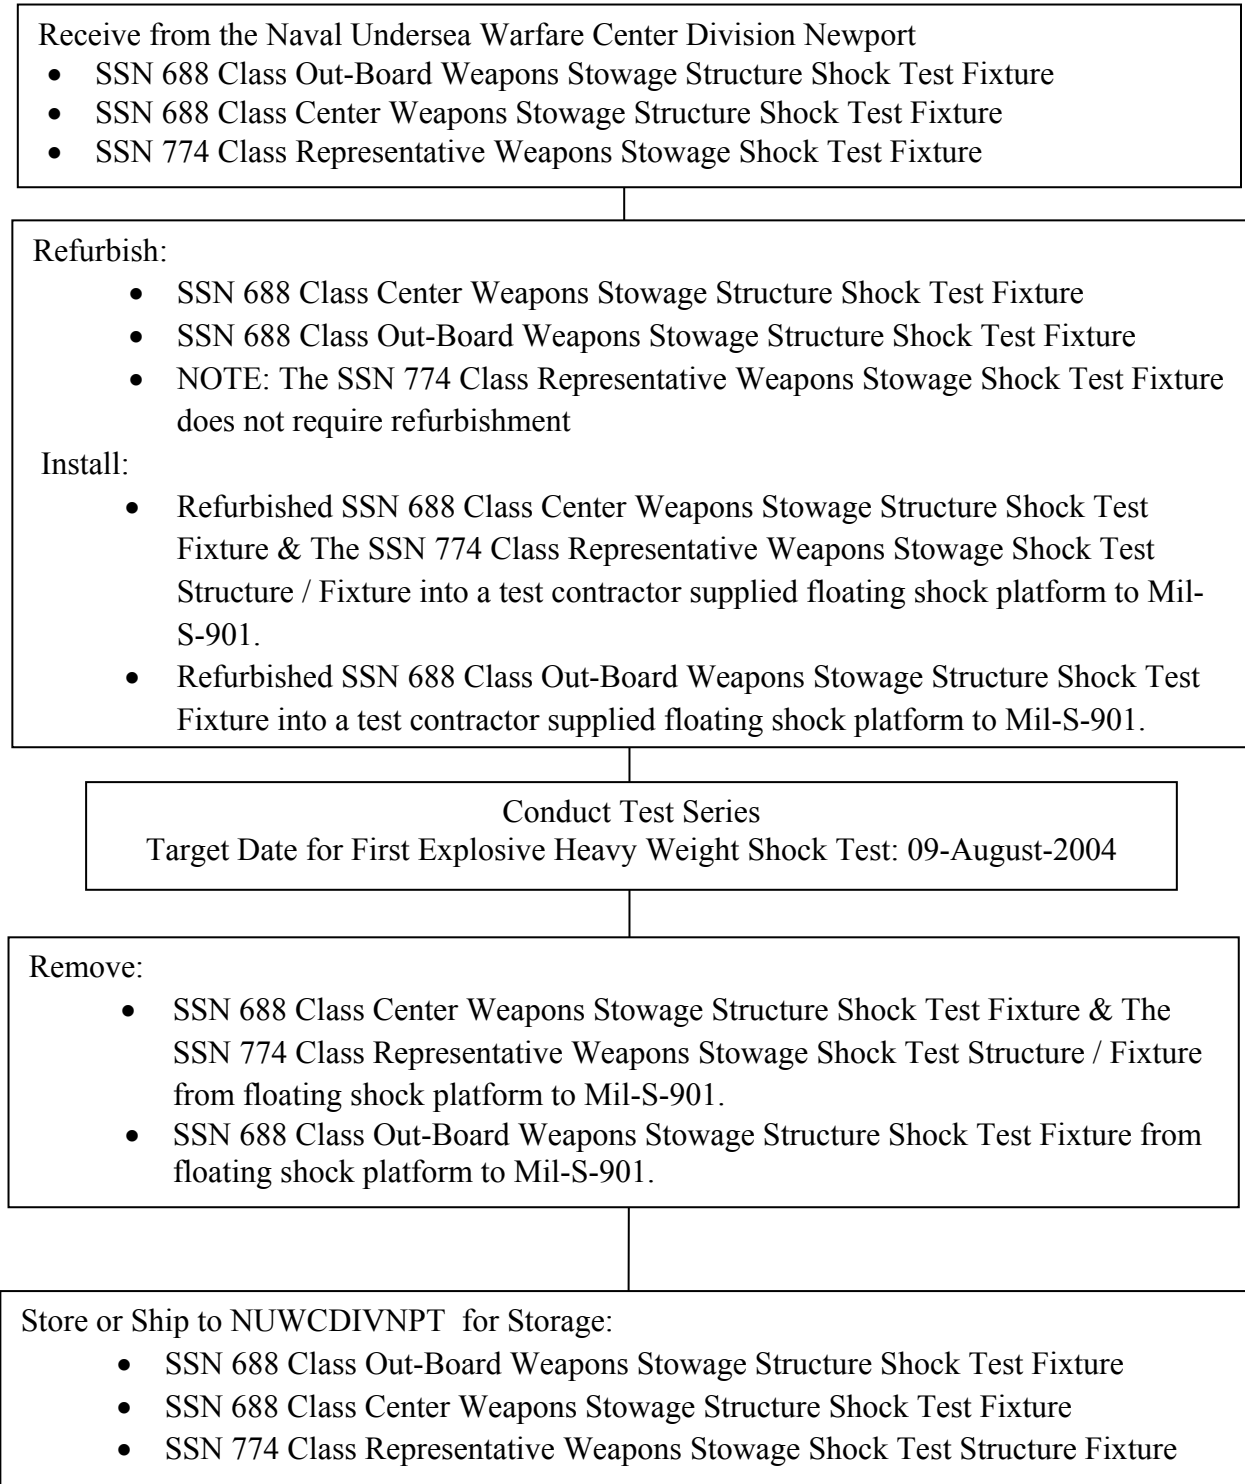 Receive from the Naval Undersea Warfare Center Division Newport
• SSN 688 Class Out-Board Weapons Stowage Structure Shock Test Fixture
• SSN 688 Class Center Weapons Stowage Structure Shock Test Fixture
• SSN 774 Class Representative Weapons Stowage Shock Test Fixture
Refurbish:
• SSN 688 Class Center Weapons Stowage Structure Shock Test Fixture
• SSN 688 Class Out-Board Weapons Stowage Structure Shock Test Fixture
• NOTE: The SSN 774 Class Representative Weapons Stowage Shock Test Fixture
does not require refurbishment
Install:
• Refurbished SSN 688 Class Center Weapons Stowage Structure Shock Test
Fixture & The SSN 774 Class Representative Weapons Stowage Shock Test
Structure / Fixture into a test contractor supplied floating shock platform to Mil-
S-901.
• Refurbished SSN 688 Class Out-Board Weapons Stowage Structure Shock Test
Fixture into a test contractor supplied floating shock platform to Mil-S-901.
Conduct Test Series
Target Date for First Explosive Heavy Weight Shock Test: 09-August-2004
Remove:
• SSN 688 Class Center Weapons Stowage Structure Shock Test Fixture & The
SSN 774 Class Representative Weapons Stowage Shock Test Structure / Fixture
from floating shock platform to Mil-S-901.
• SSN 688 Class Out-Board Weapons Stowage Structure Shock Test Fixture from
floating shock platform to Mil-S-901.
Store or Ship to NUWCDIVNPT for Storage:
• SSN 688 Class Out-Board Weapons Stowage Structure Shock Test Fixture
• SSN 688 Class Center Weapons Stowage Structure Shock Test Fixture
• SSN 774 Class Representative Weapons Stowage Shock Test Structure Fixture